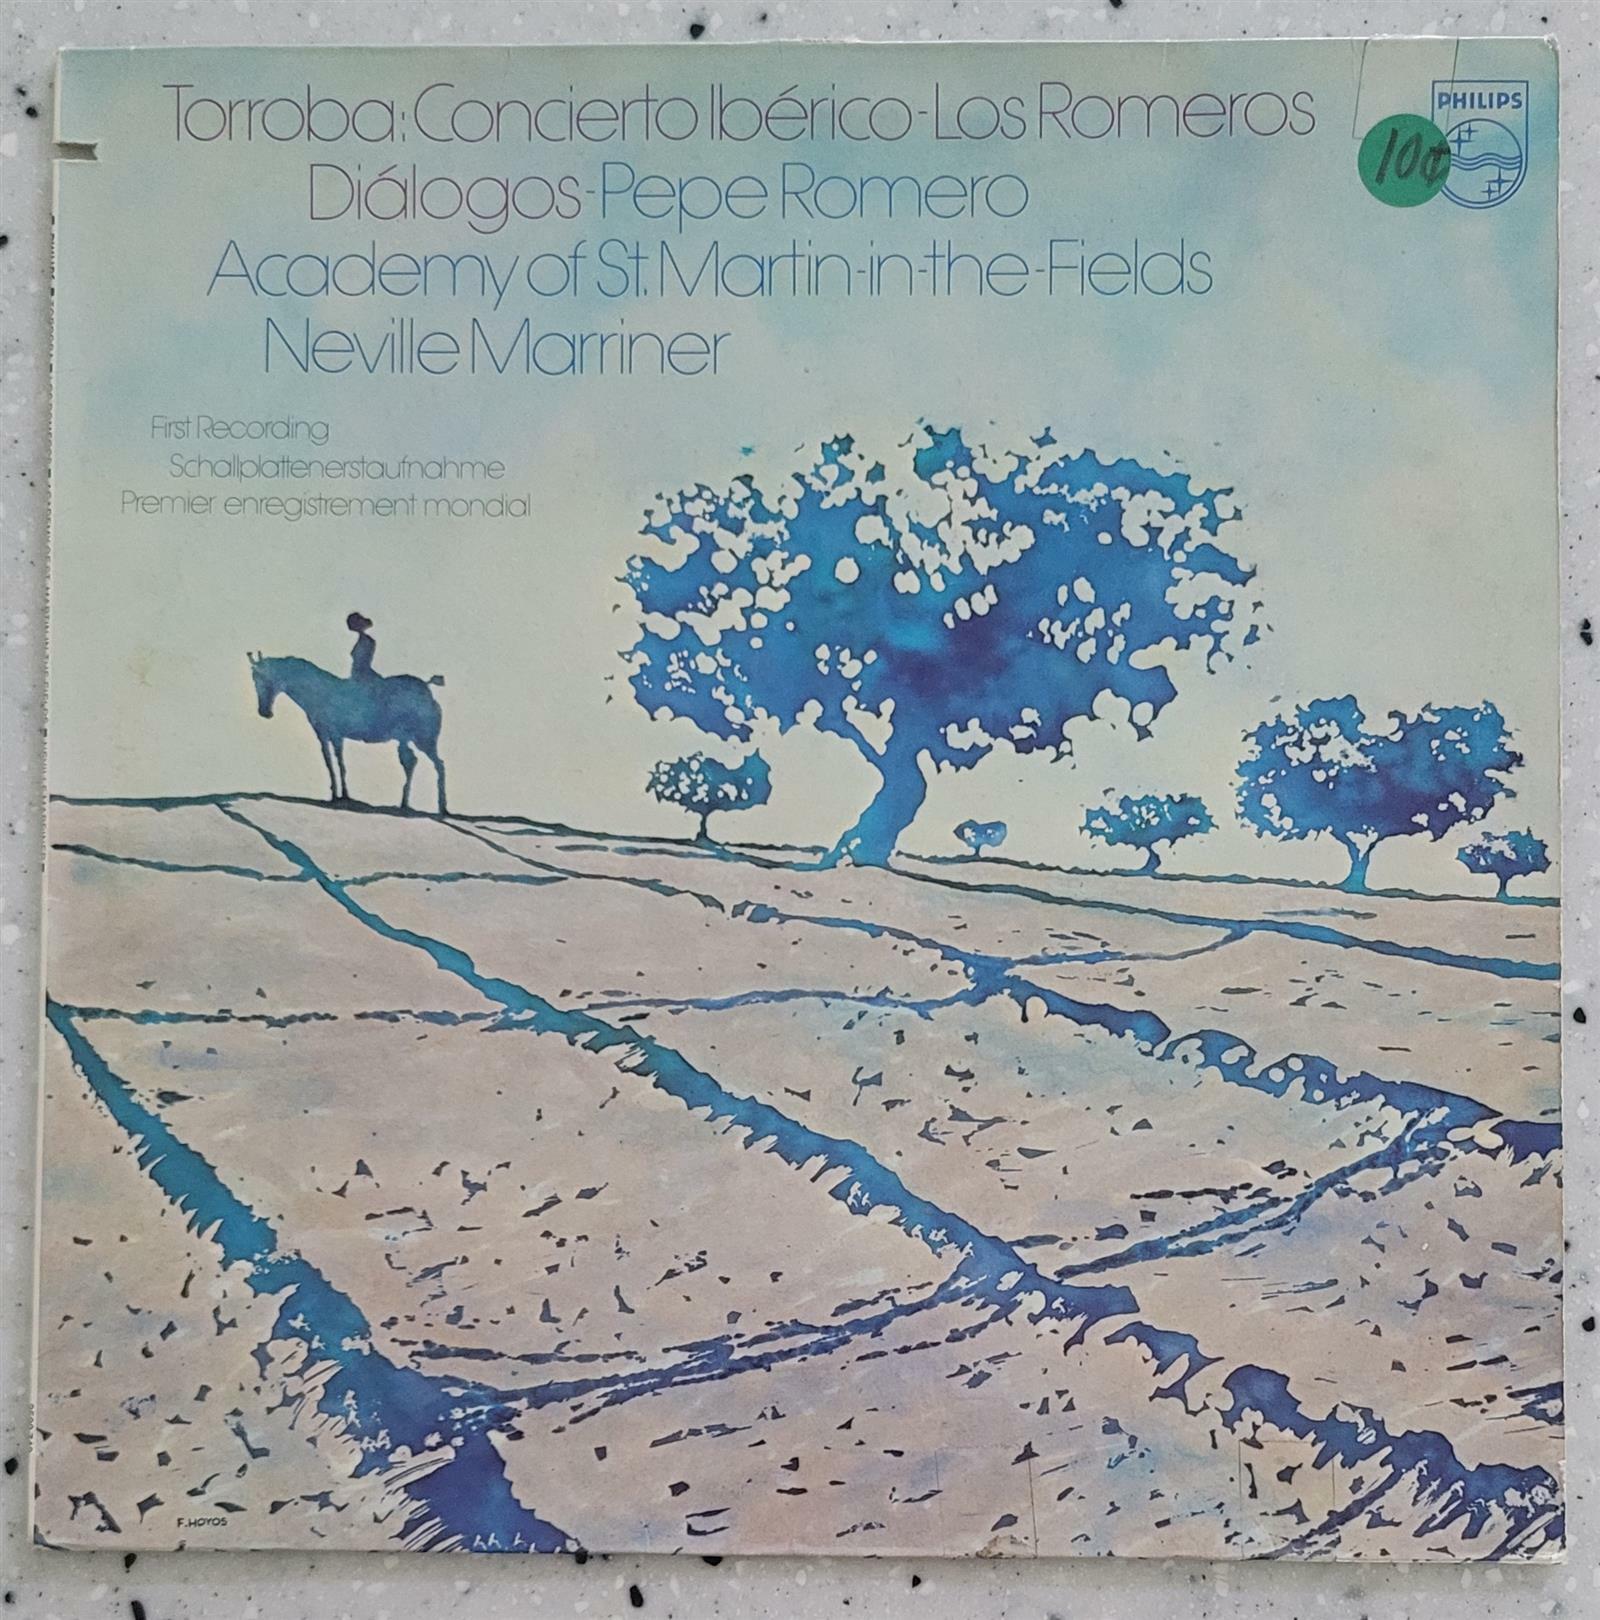 Torroba: Concierto Ibérico-Los Romeros
Diálogos-Pepe Romero
Academy of St. Martin-in-the-Fields
Neville Marriner
First Recording
Schallplattenerstaufnahme
Premier enregistrement mondial
PHILIPS
10¢
F. HOYOS